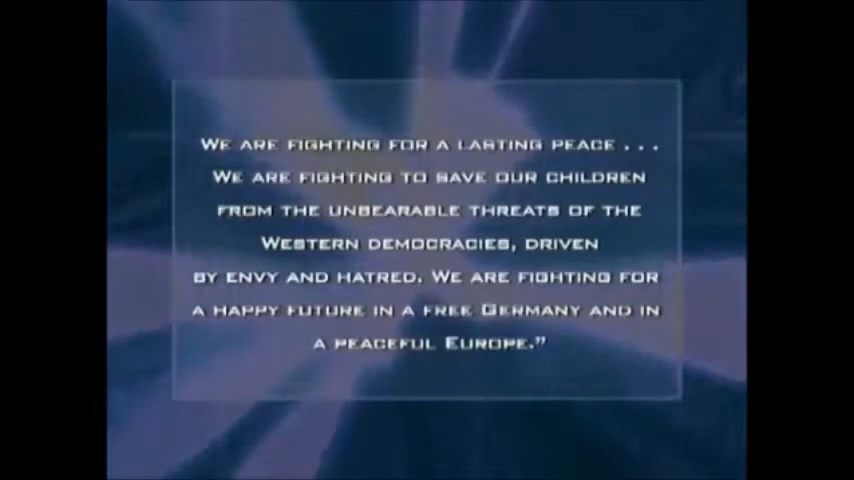 We are fighting for a lasting peace . . .
We are fighting to save our children
from the unbearable threats of the
Western democracies, driven
by envy and hatred. We are fighting for
a happy future in a free Germany and in
a peaceful Europe."